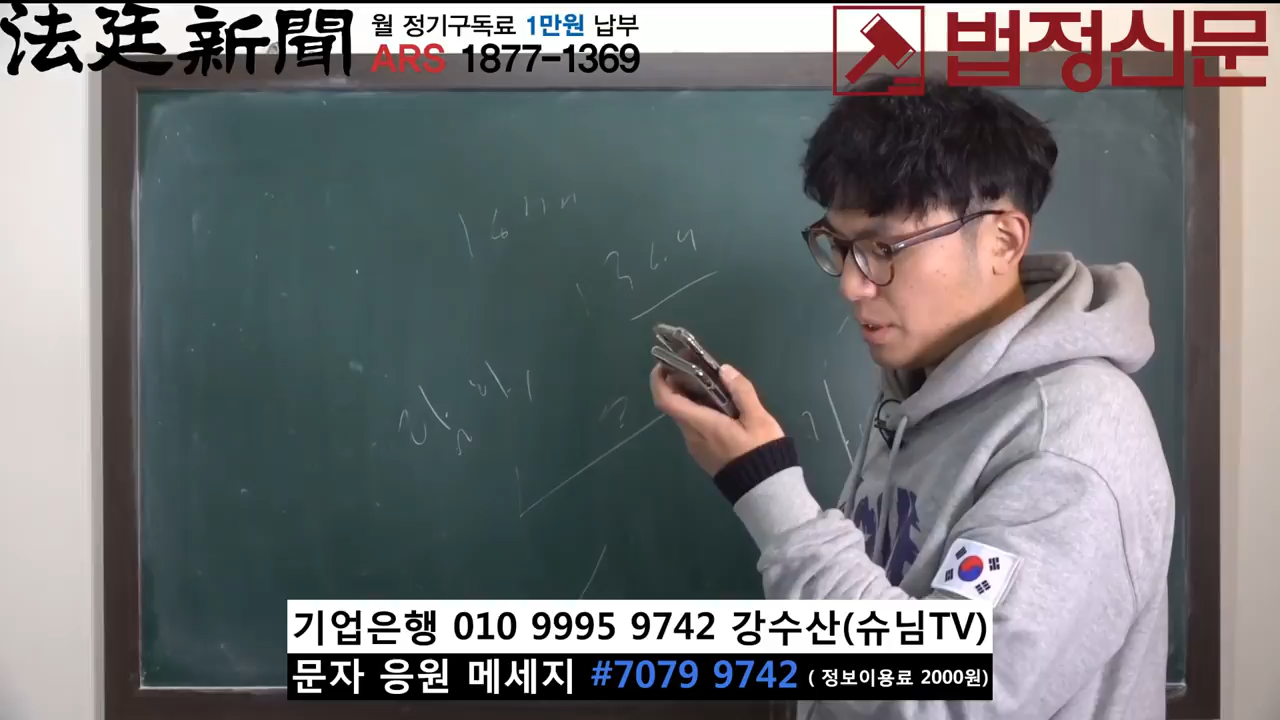 法廷新聞
월 정기구독료 1만원 납부
ARS 1877-1369
법정신문
기업은행 010 9995 9742 강수산(슈님TV)
문자 응원 메세지 #7079 9742 ( 정보이용료 2000원)